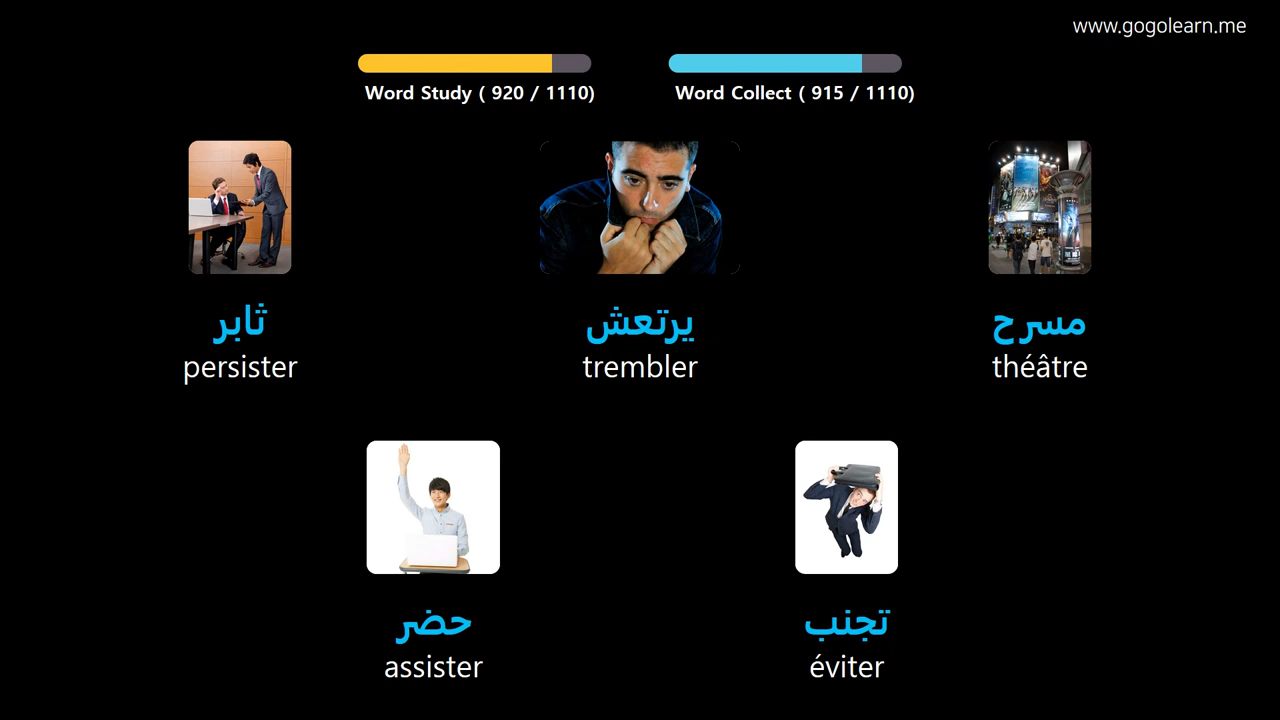 www.gogolearn.me
Word Study ( 920 / 1110)
Word Collect ( 915 / 1110)
ثابر
persister
يرتعش
trembler
مسرح
théâtre
حضر
assister
تجنب
éviter